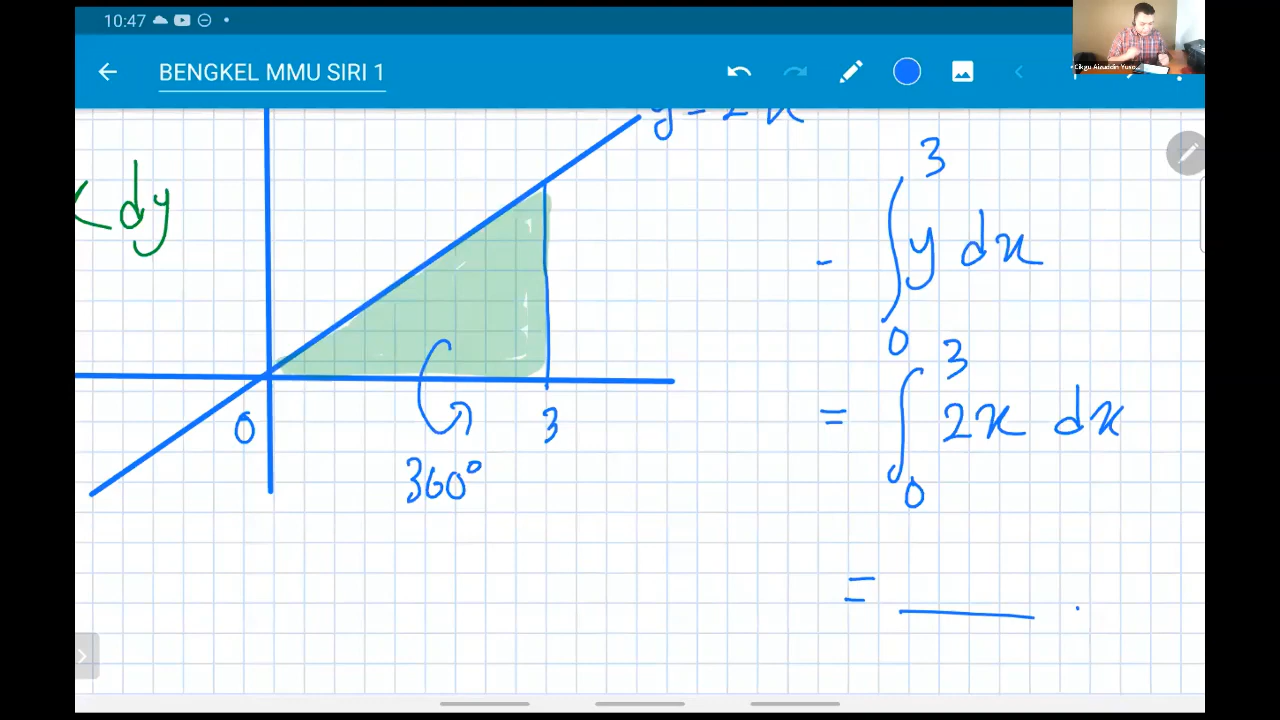 10:47
BENGKEL MMU SIRI 1
y = 2x
dy
3
∫ y dx
0
3
= ∫ 2x dx
0
0
3
360°
=